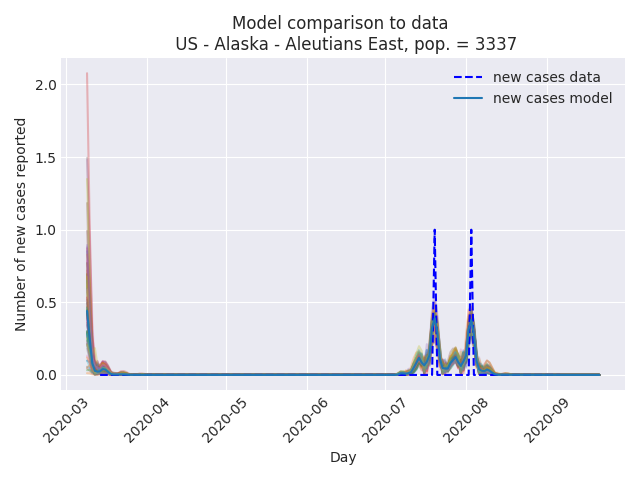 Model comparison to data
US - Alaska - Aleutians East, pop. = 3337
new cases data
new cases model
Number of new cases reported
2.0
1.5
1.0
0.5
0.0
2020-03
2020-04
2020-05
2020-06
2020-07
2020-08
2020-09
Day